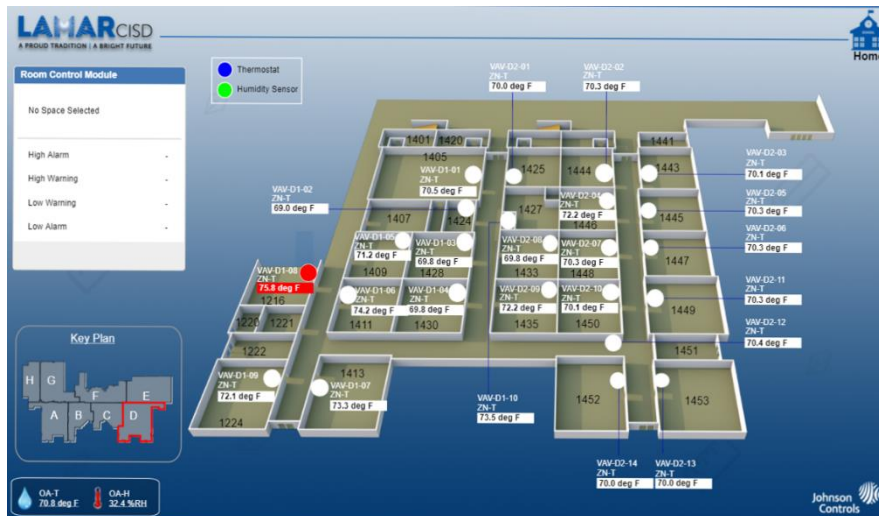 LAMAR CISD
A PROUD TRADITION | A BRIGHT FUTURE
Home
Room Control Module
No Space Selected
High Alarm -
High Warning -
Low Warning -
Low Alarm -
Thermostat
Humidity Sensor
VAV-D2-01
ZN-T
70.0 deg F
VAV-D2-02
ZN-T
70.3 deg F
1401
1420
1405
VAV-D1-01
ZN-T
70.5 deg F
1425
1444
1441
1443
VAV-D2-03
ZN-T
70.1 deg F
VAV-D1-02
ZN-T
69.0 deg F
1407
1424
1427
VAV-D2-04
ZN-T
72.2 deg F
1446
1445
VAV-D2-05
ZN-T
70.3 deg F
VAV-D1-05
ZN-T
71.2 deg F
1409
VAV-D1-03
ZN-T
69.8 deg F
1428
VAV-D2-08
ZN-T
69.8 deg F
1433
VAV-D2-07
ZN-T
70.3 deg F
1448
1447
VAV-D2-06
ZN-T
70.3 deg F
VAV-D1-08
ZN-T
75.8 deg F
1216
VAV-D1-06
ZN-T
74.2 deg F
1411
VAV-D1-04
ZN-T
69.8 deg F
1430
VAV-D2-09
ZN-T
72.2 deg F
1435
VAV-D2-10
ZN-T
70.1 deg F
1450
1449
VAV-D2-11
ZN-T
70.3 deg F
1220
1221
1222
1451
VAV-D2-12
ZN-T
70.4 deg F
VAV-D1-09
ZN-T
72.1 deg F
1224
1413
VAV-D1-07
ZN-T
73.3 deg F
VAV-D1-10
ZN-T
73.5 deg F
1452
1453
VAV-D2-14
ZN-T
70.0 deg F
VAV-D2-13
ZN-T
70.0 deg F
Key Plan
H G F E
A B C D
OA-T
70.8 deg F
OA-H
32.4 %RH
Johnson
Controls